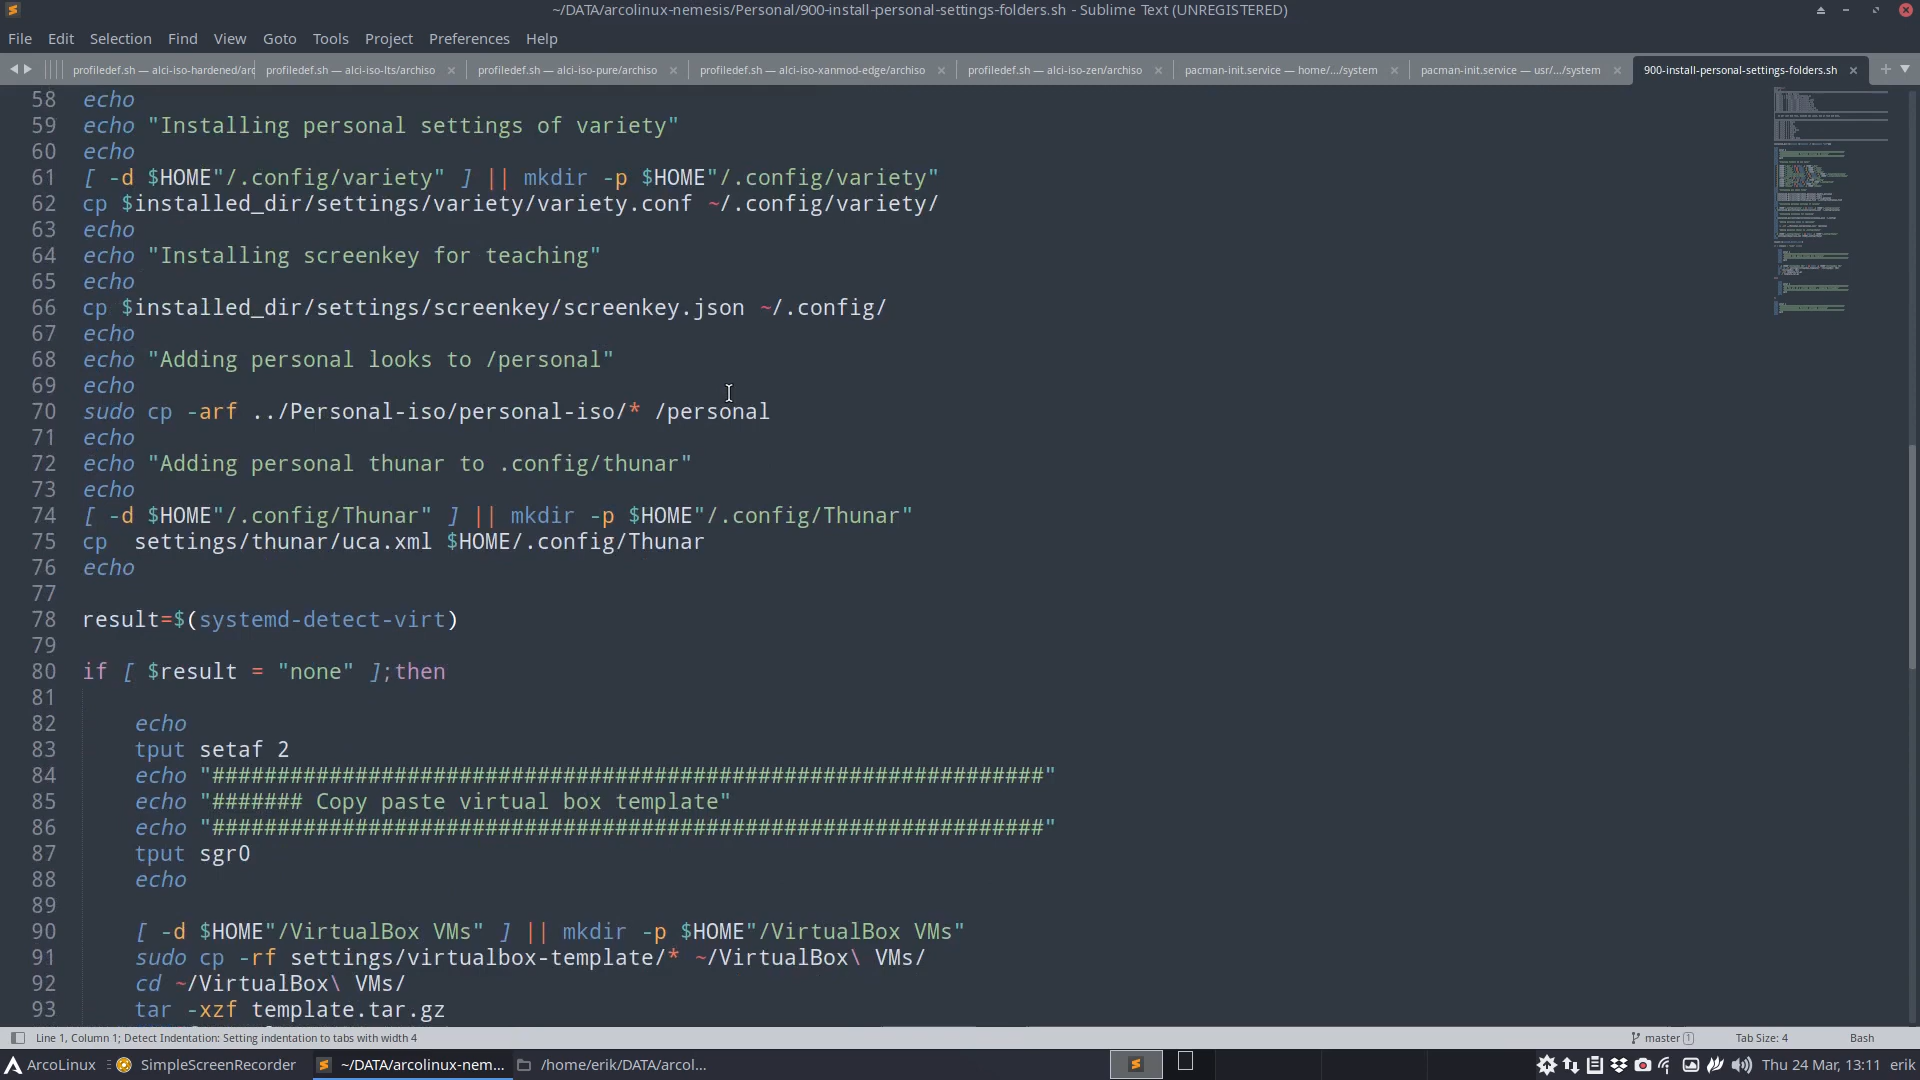 ~/DATA/arcolinux-nemesis/Personal/900-install-personal-settings-folders.sh - Sublime Text (UNREGISTERED)
File Edit Selection Find View Goto Tools Project Preferences Help
profiledef.sh — alci-iso-hardened/arc profiledef.sh — alci-iso-lts/archiso profiledef.sh — alci-iso-pure/archiso profiledef.sh — alci-iso-xanmod-edge/archiso profiledef.sh — alci-iso-zen/archiso pacman-init.service — home/.../system pacman-init.service — usr/.../system 900-install-personal-settings-folders.sh
58 echo
59 echo "Installing personal settings of variety"
60 echo
61 [ -d $HOME"/.config/variety" ] || mkdir -p $HOME"/.config/variety"
62 cp $installed_dir/settings/variety/variety.conf ~/.config/variety/
63 echo
64 echo "Installing screenkey for teaching"
65 echo
66 cp $installed_dir/settings/screenkey/screenkey.json ~/.config/
67 echo
68 echo "Adding personal looks to /personal"
69 echo
70 sudo cp -arf ../Personal-iso/personal-iso/* /personal
71 echo
72 echo "Adding personal thunar to .config/thunar"
73 echo
74 [ -d $HOME"/.config/Thunar" ] || mkdir -p $HOME"/.config/Thunar"
75 cp  settings/thunar/uca.xml $HOME/.config/Thunar
76 echo
77
78 result=$(systemd-detect-virt)
79
80 if [ $result = "none" ];then
81
82     echo
83     tput setaf 2
84     echo "################################################################"
85     echo "####### Copy paste virtual box template"
86     echo "################################################################"
87     tput sgr0
88     echo
89
90     [ -d $HOME"/VirtualBox VMs" ] || mkdir -p $HOME"/VirtualBox VMs"
91     sudo cp -rf settings/virtualbox-template/* ~/VirtualBox\ VMs/
92     cd ~/VirtualBox\ VMs/
93     tar -xzf template.tar.gz
Line 1, Column 1; Detect Indentation: Setting indentation to tabs with width 4 master 1 Tab Size: 4 Bash
ArcoLinux SimpleScreenRecorder ~/DATA/arcolinux-nem... /home/erik/DATA/arcol... Thu 24 Mar, 13:11 erik